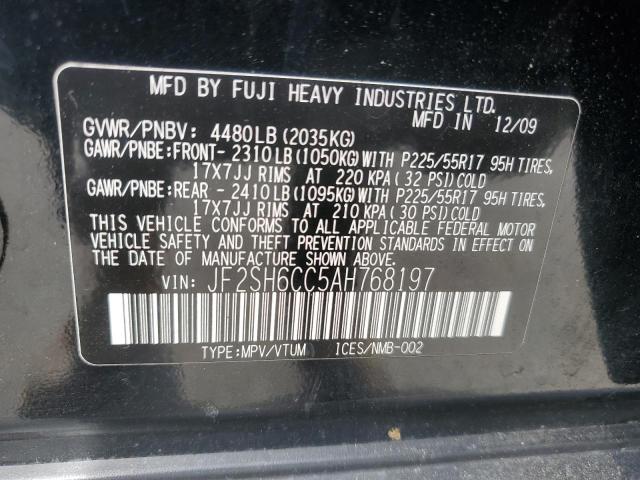 MFD BY FUJI HEAVY INDUSTRIES LTD.
MFD IN 12/09
GVWR/PNBV: 4480LB(2035KG)
GAWR/PNBE:FRONT-2310LB(1050KG)WITH P225/55R17 95H TIRES,
17X7JJ RIMS AT 220 KPA(32 PSI)COLD
GAWR/PNBE:REAR -2410LB(1095KG)WITH P225/55R17 95H TIRES,
17X7JJ RIMS AT 210 KPA(30 PSI)COLD
THIS VEHICLE CONFORMS TO ALL APPLICABLE FEDERAL MOTOR
VEHICLE SAFETY AND THEFT PREVENTION STANDARDS IN EFFECT ON
THE DATE OF MANUFACTURE SHOWN ABOVE.
VIN: JF2SH6CC5AH768197
TYPE:MPV/VTUM ICES/NMB-002